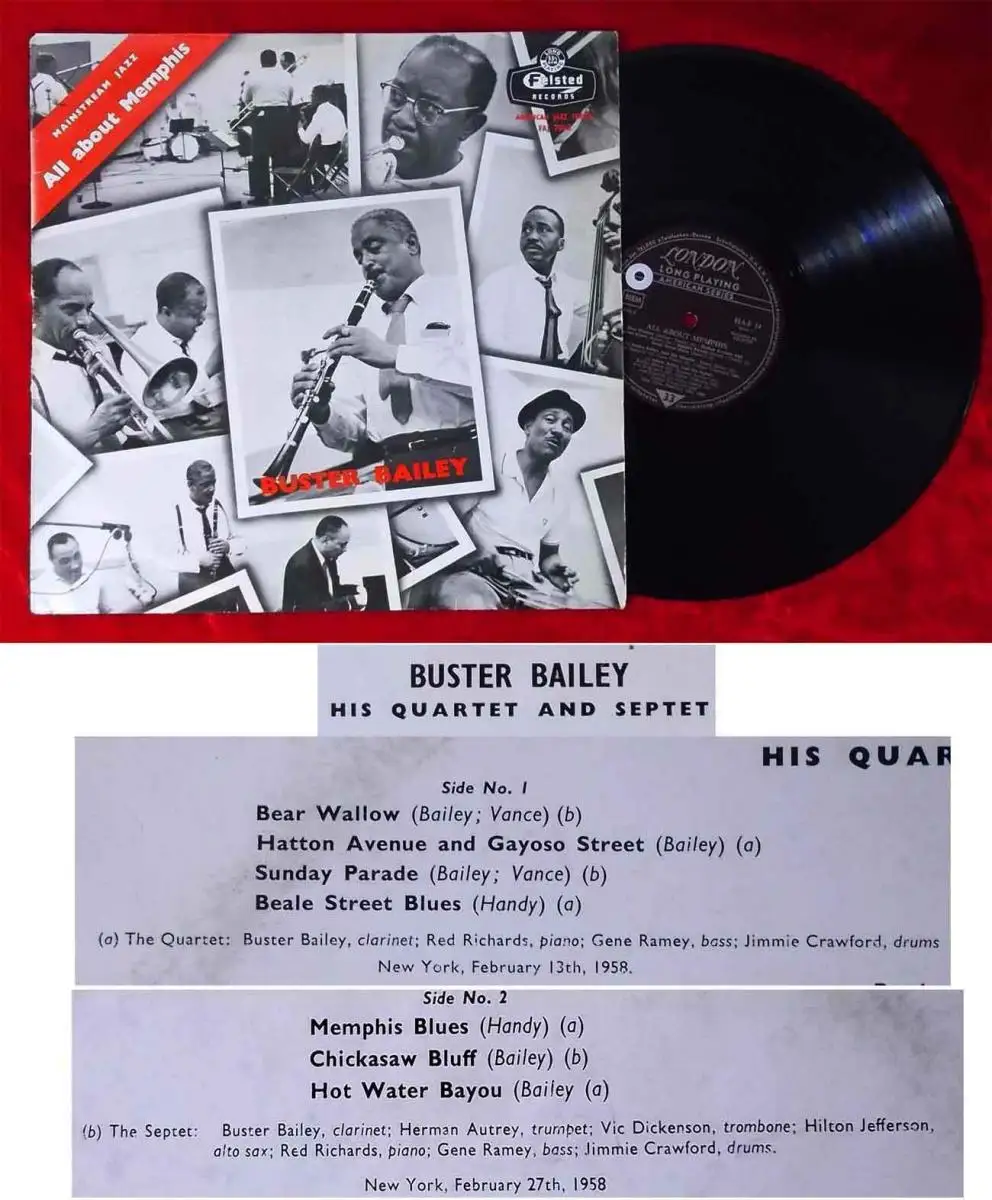 MAINSTREAM JAZZ
All about Memphis
LONG PLAYING
Felsted
RECORDS
AMERICAN JAZZ
BUSTER BAILEY
LONDON
LONG PLAYING
AMERICAN SERIES
ALL ABOUT MEMPHIS
33
BUSTER BAILEY
HIS QUARTET AND SEPTET
HIS QUAR
Side No. 1
Bear Wallow (Bailey; Vance) (b)
Hatton Avenue and Gayoso Street (Bailey) (a)
Sunday Parade (Bailey; Vance) (b)
Beale Street Blues (Handy) (a)
(a) The Quartet: Buster Bailey, clarinet; Red Richards, piano; Gene Ramey, bass; Jimmie Crawford, drums
New York, February 13th, 1958.
Side No. 2
Memphis Blues (Handy) (a)
Chickasaw Bluff (Bailey) (b)
Hot Water Bayou (Bailey (a)
(b) The Septet: Buster Bailey, clarinet; Herman Autrey, trumpet; Vic Dickenson, trombone; Hilton Jefferson,
alto sax; Red Richards, piano; Gene Ramey, bass; Jimmie Crawford, drums.
New York, February 27th, 1958